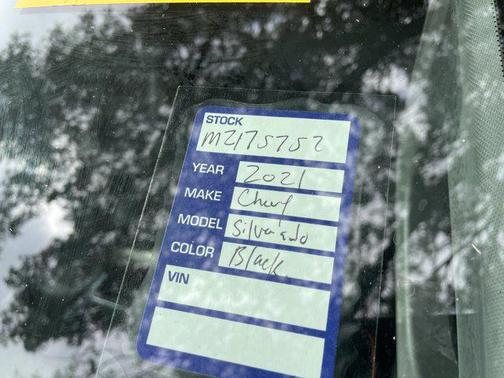 STOCK
M2175752
YEAR 2021
MAKE Chevy
MODEL Silverado
COLOR Black
VIN